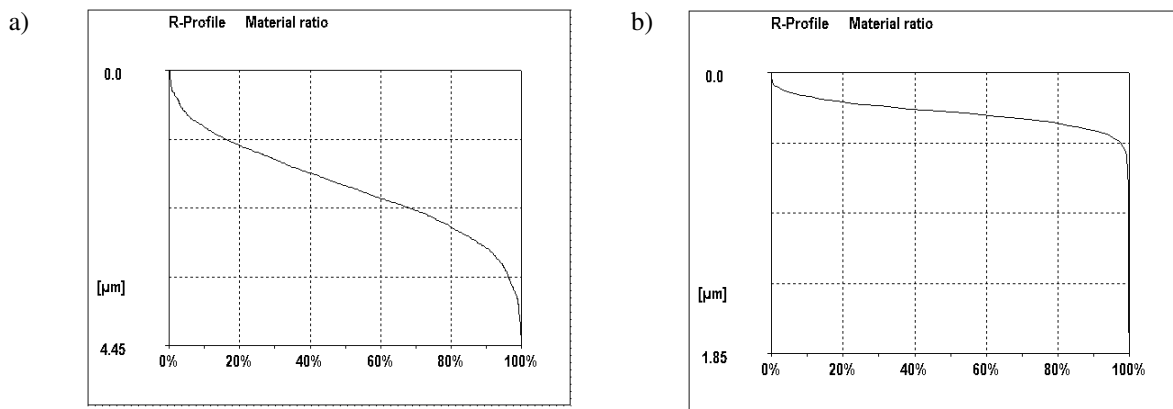 a)
R-Profile Material ratio
0.0
[µm]
4.45
0% 20% 40% 60% 80% 100%
b)
R-Profile Material ratio
0.0
[µm]
1.85
0% 20% 40% 60% 80% 100%